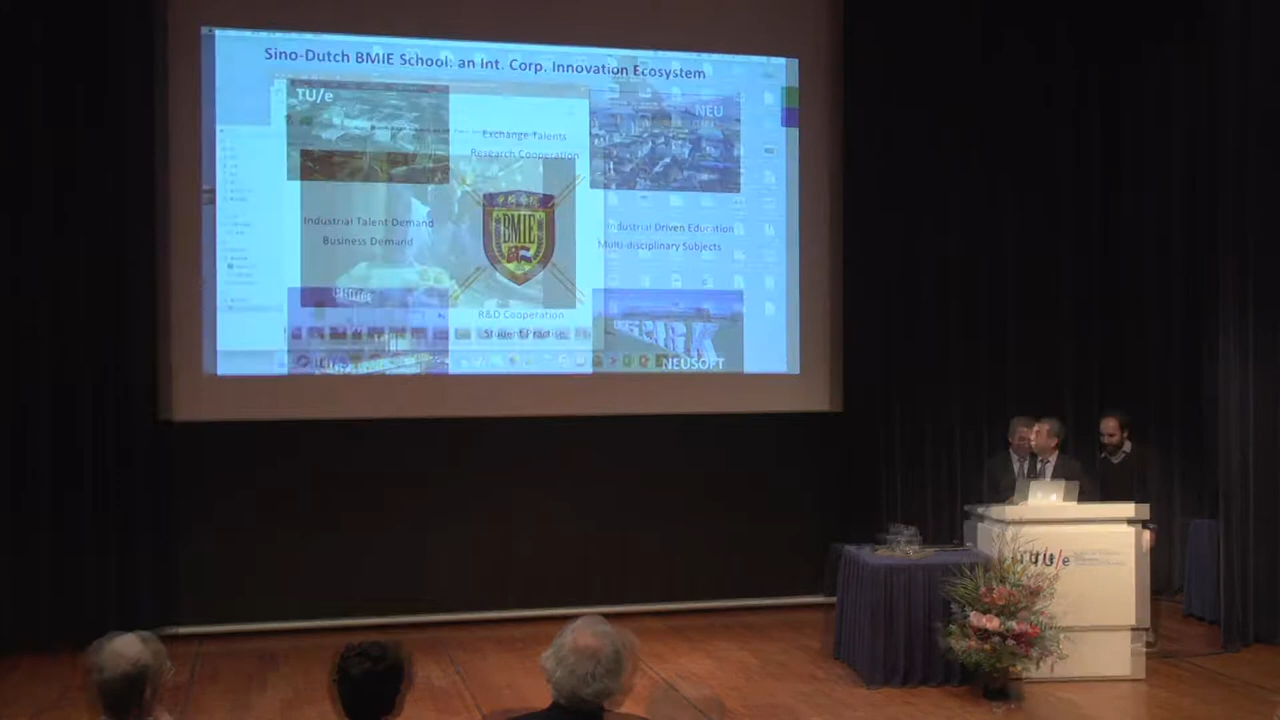 Sino-Dutch BMIE School: an Int. Corp. Innovation Ecosystem
TU/e
NEU
Exchange Talents
Research Cooperation
Industrial Talent Demand
Business Demand
BMIE
Industrial Driven Education
Multi-disciplinary Subjects
R&D Cooperation
Student Practise
NEUSOFT
TU/e